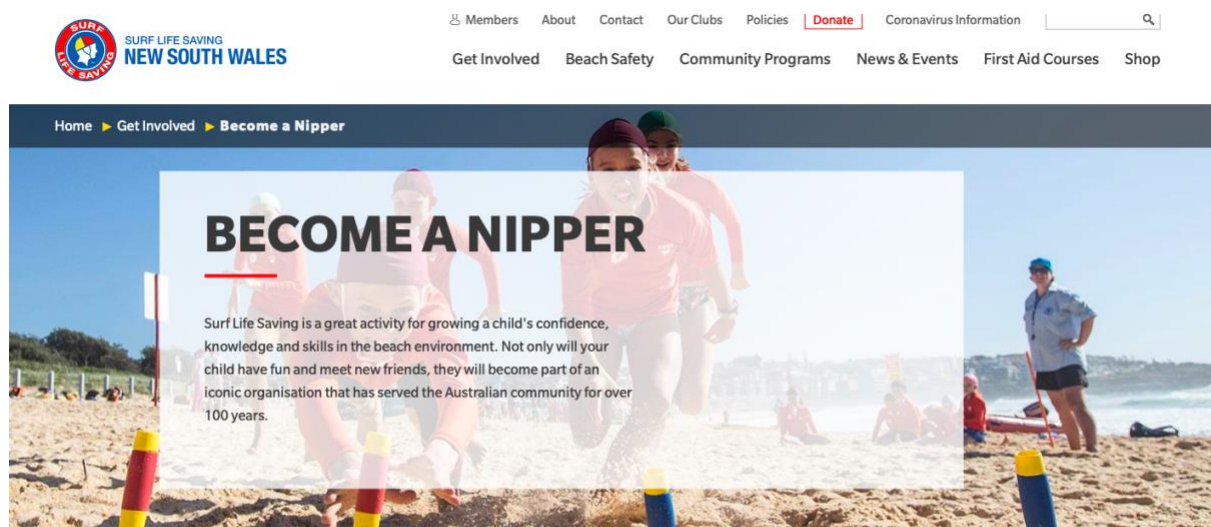 Members About Contact Our Clubs Policies Donate Coronavirus Information
SURF LIFE SAVING
SURF LIFE SAVING
NEW SOUTH WALES
Get Involved Beach Safety Community Programs News & Events First Aid Courses Shop
Home ▶ Get Involved ▶ Become a Nipper
BECOME A NIPPER
Surf Life Saving is a great activity for growing a child's confidence,
knowledge and skills in the beach environment. Not only will your
child have fun and meet new friends, they will become part of an
iconic organisation that has served the Australian community for over
100 years.